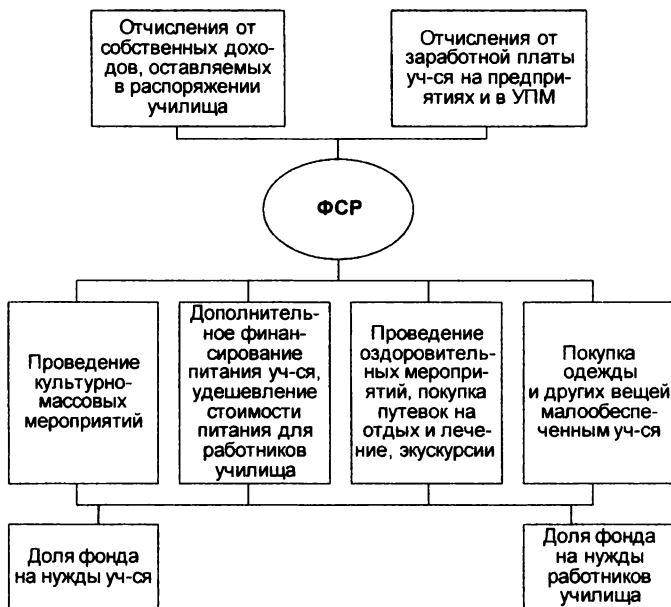 Отчисления от
собственных дохо-
дов, оставляемых
в распоряжении
училища
Отчисления от
заработной платы
уч-ся на предпри-
ятиях и в УПМ
ФСР
Проведение
культурно-
массовых
мероприятий
Дополнитель-
ное финан-
сирование
питания уч-ся,
удешевление
стоимости
питания для
работников
училища
Проведение
оздоровитель-
ных меропри-
ятий, покупка
путевок на
отдых и лече-
ние, экускурсии
Покупка
одежды
и других вещей
малообеспе-
ченным уч-ся
Доля фонда
на нужды уч-ся
Доля фонда
на нужды
работников
училища